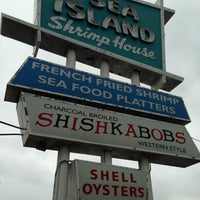 SEA
ISLAND
Shrimp House
FRENCH FRIED SHRIMP
SEA FOOD PLATTERS
CHARCOAL BROILED
SHISHKABOBS
WESTERN STYLE
SHELL
OYSTERS